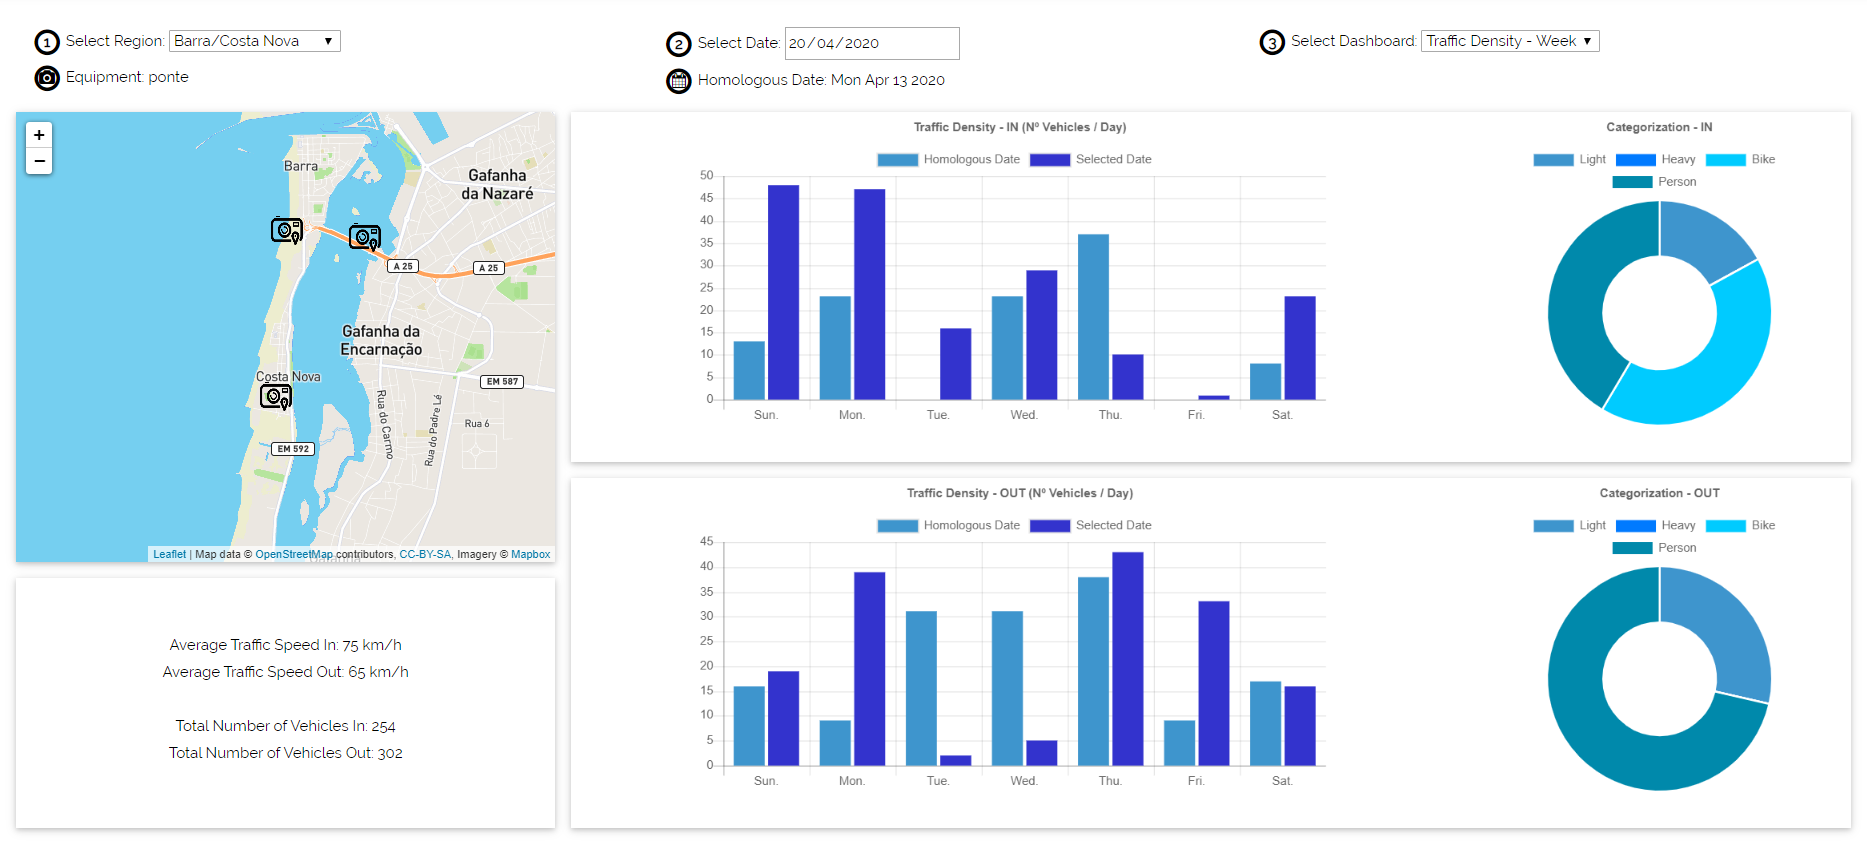 1 Select Region: Barra/Costa Nova ▼
Equipment: ponte
2 Select Date: 20/04/2020
Homologous Date: Mon Apr 13 2020
3 Select Dashboard: Traffic Density - Week ▼
+
−
Barra
Gafanha
da Nazaré
A 25
A 25
Gafanha da
Encarnação
Costa Nova
EM 587
Rua do Carmo
Rua do Padre Lé
Rua 6
EM 592
Leaflet | Map data © OpenStreetMap contributors, CC-BY-SA, Imagery © Mapbox
Average Traffic Speed In: 75 km/h
Average Traffic Speed Out: 65 km/h
Total Number of Vehicles In: 254
Total Number of Vehicles Out: 302
Traffic Density - IN (Nº Vehicles / Day)
Homologous Date Selected Date
50
45
40
35
30
25
20
15
10
5
0
Sun. Mon. Tue. Wed. Thu. Fri. Sat.
Categorization - IN
Light Heavy Bike
Person
Traffic Density - OUT (Nº Vehicles / Day)
Homologous Date Selected Date
45
40
35
30
25
20
15
10
5
0
Sun. Mon. Tue. Wed. Thu. Fri. Sat.
Categorization - OUT
Light Heavy Bike
Person